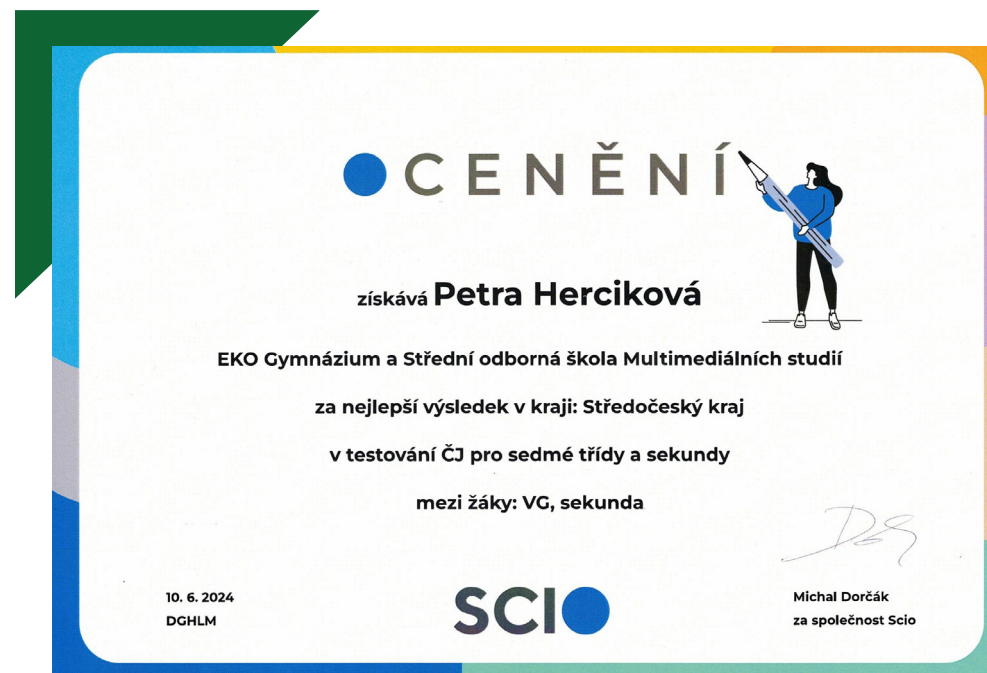 OCENĚNÍ
získává Petra Herciková
EKO Gymnázium a Střední odborná škola Multimediálních studií
za nejlepší výsledek v kraji: Středočeský kraj
v testování ČJ pro sedmé třídy a sekundy
mezi žáky: VG, sekunda
10. 6. 2024
DGHLM
SCIO
Michal Dorčák
za společnost Scio